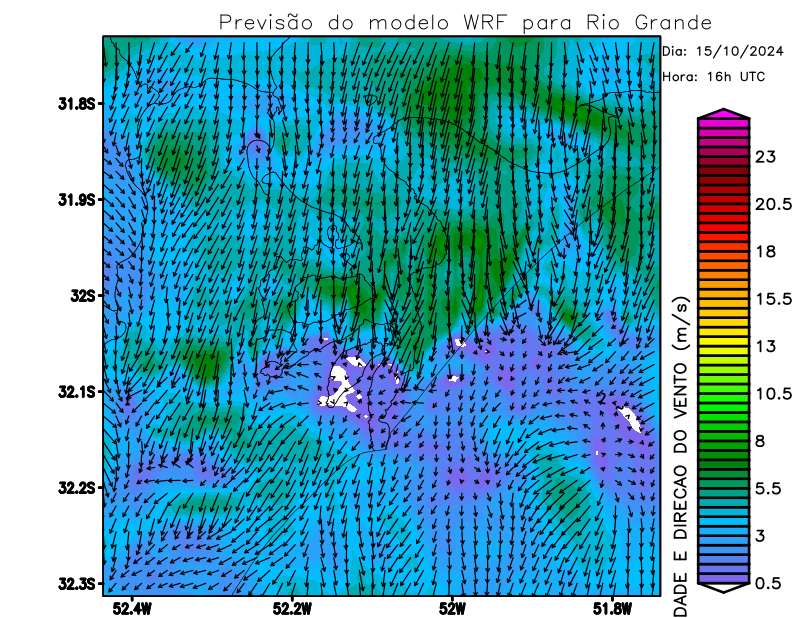 Previsão do modelo WRF para Rio Grande
Dia: 15/10/2024
Hora: 16h UTC
31.8S
31.9S
32S
32.1S
32.2S
32.3S
52.4W
52.2W
52W
51.8W
23
20.5
18
15.5
13
10.5
8
5.5
3
0.5
DADE E DIRECAO DO VENTO (m/s)